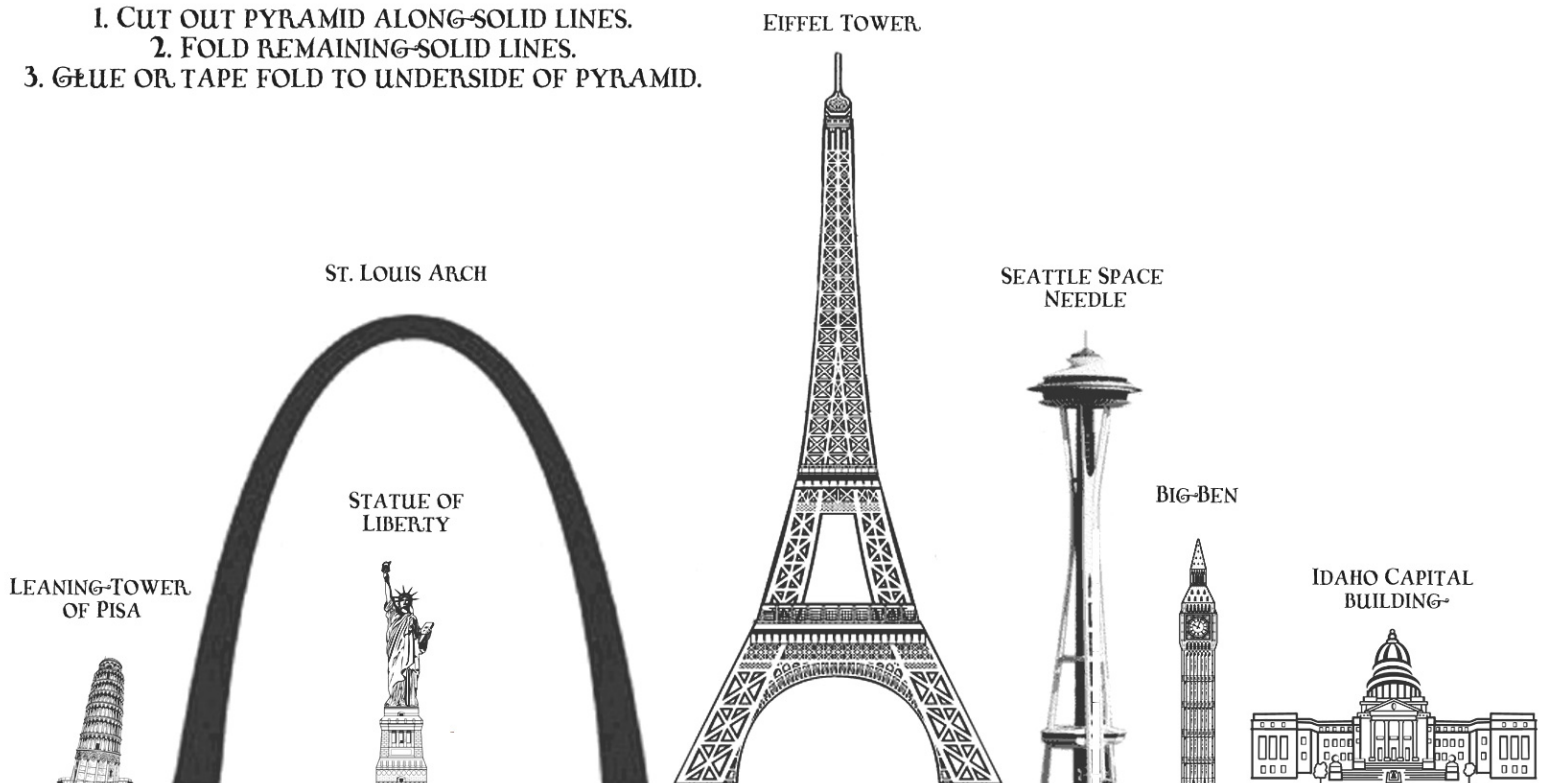 1. Cut out pyramid along solid lines.
2. Fold remaining solid lines.
3. Glue or tape fold to underside of pyramid.
Eiffel Tower
St. Louis Arch
Seattle Space
Needle
Statue of
Liberty
Big Ben
Leaning Tower
of Pisa
Idaho Capital
building